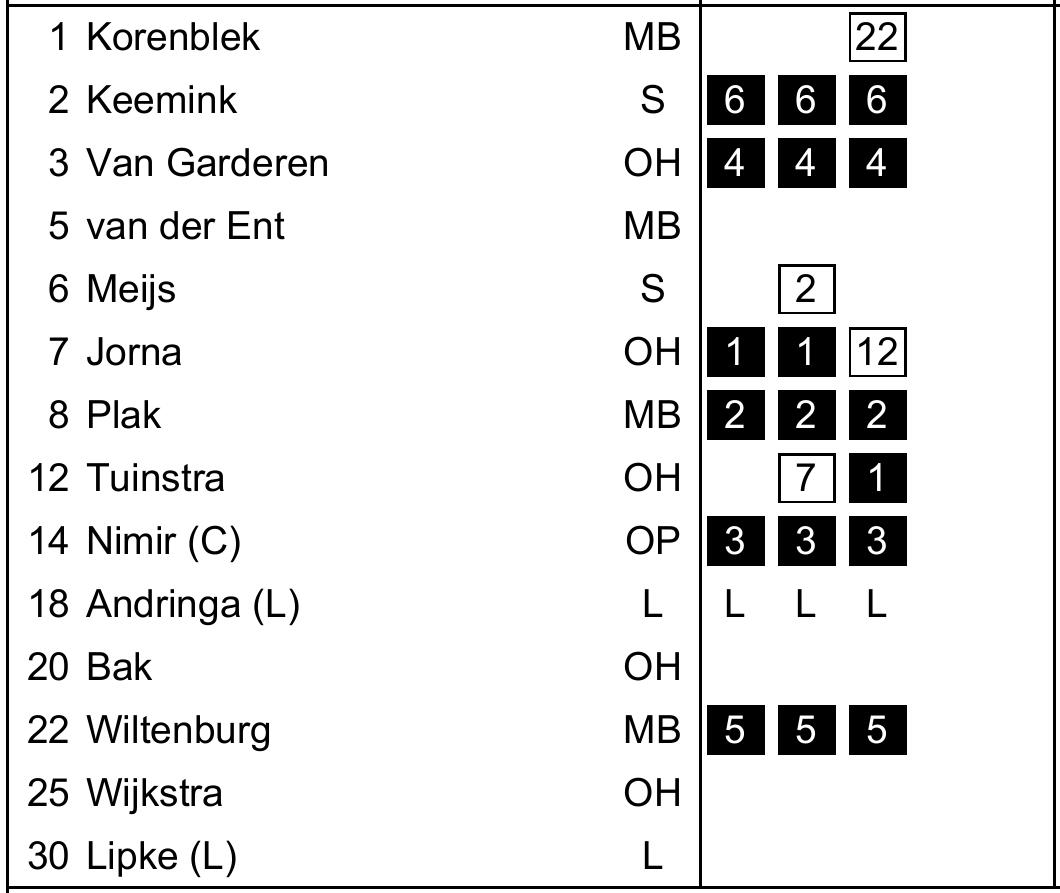 1 Korenblek MB 22
2 Keemink S 6 6 6
3 Van Garderen OH 4 4 4
5 van der Ent MB
6 Meijs S 2
7 Jorna OH 1 1 12
8 Plak MB 2 2 2
12 Tuinstra OH 7 1
14 Nimir (C) OP 3 3 3
18 Andringa (L) L L L L
20 Bak OH
22 Wiltenburg MB 5 5 5
25 Wijkstra OH
30 Lipke (L) L